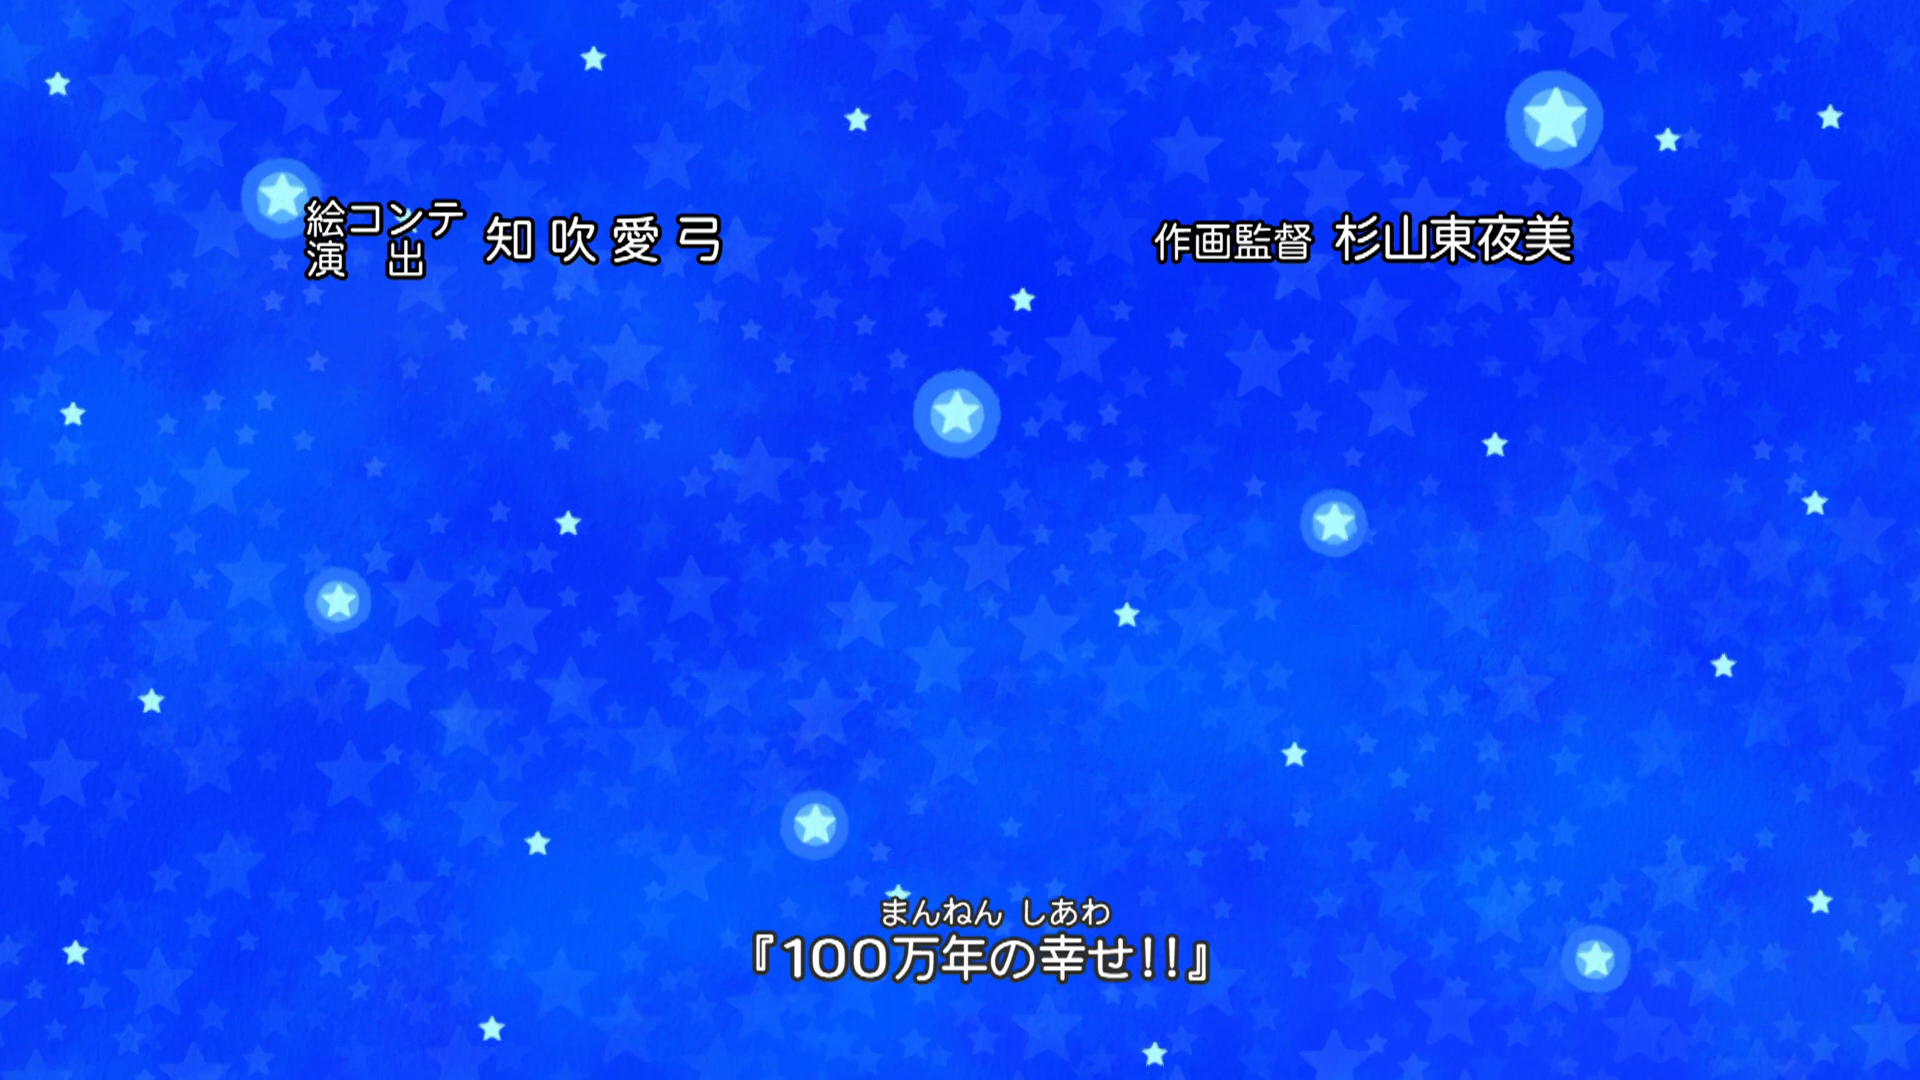 絵コンテ
演出 知吹愛弓
作画監督 杉山東夜美
まんねん しあわ
『100万年の幸せ!!』